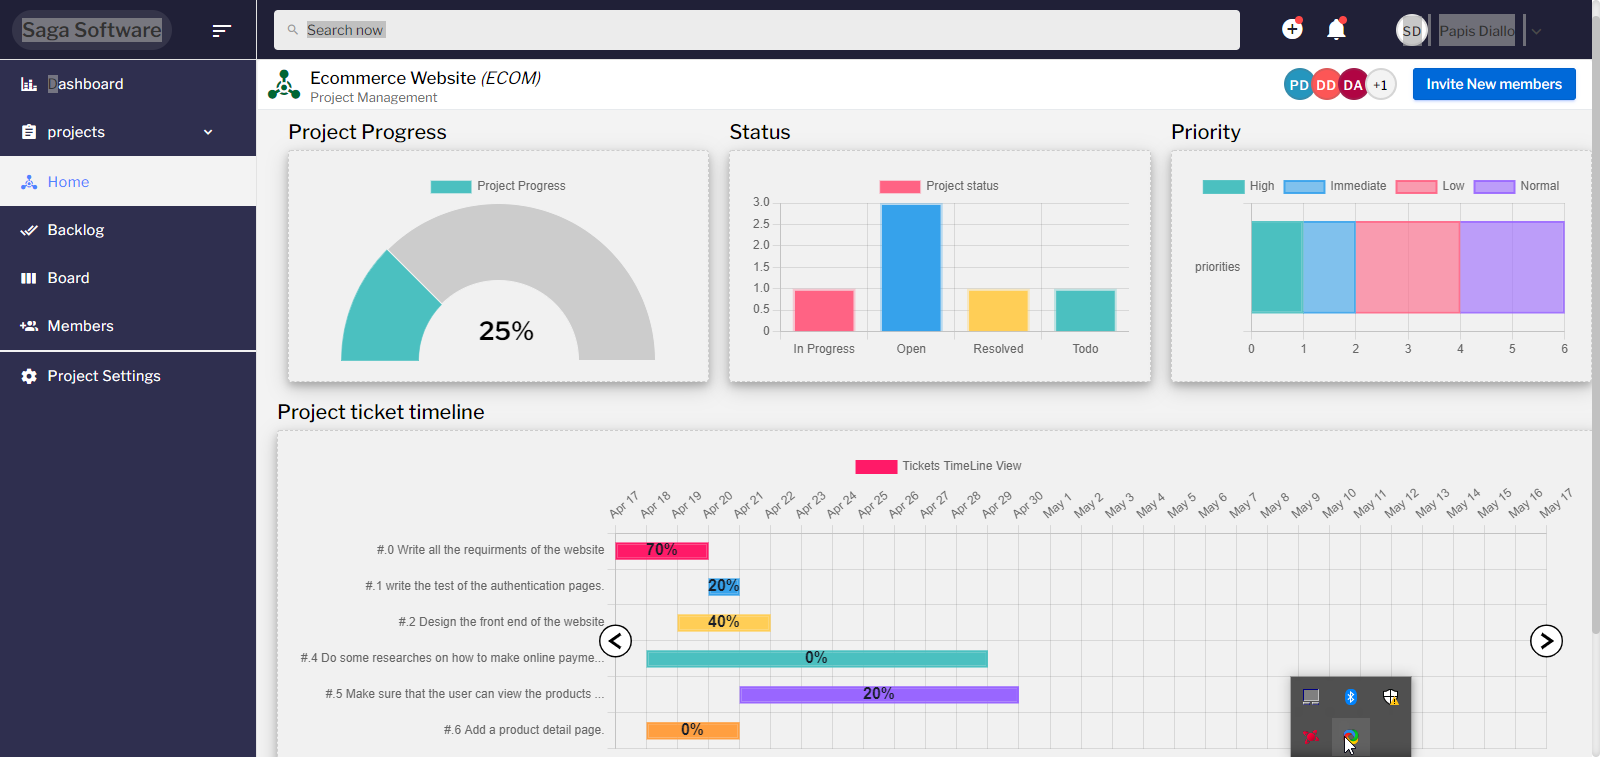 Saga Software
Search now
SD
Papis Diallo
Dashboard
projects
Home
Backlog
Board
Members
Project Settings
Ecommerce Website (ECOM)
Project Management
PD DD DA +1
Invite New members
Project Progress
Project Progress
25%
Status
Project status
3.0
2.5
2.0
1.5
1.0
0.5
0
In Progress Open Resolved Todo
Priority
High Immediate Low Normal
priorities
0 1 2 3 4 5 6
Project ticket timeline
Tickets TimeLine View
Apr 17 Apr 18 Apr 19 Apr 20 Apr 21 Apr 22 Apr 23 Apr 24 Apr 25 Apr 26 Apr 27 Apr 28 Apr 29 Apr 30 May 1 May 2 May 3 May 4 May 5 May 6 May 7 May 8 May 9 May 10 May 11 May 12 May 13 May 14 May 15 May 16 May 17
#.0 Write all the requirments of the website 70%
#.1 write the test of the authentication pages. 20%
#.2 Design the front end of the website 40%
#.4 Do some researches on how to make online payme... 0%
#.5 Make sure that the user can view the products ... 20%
#.6 Add a product detail page. 0%